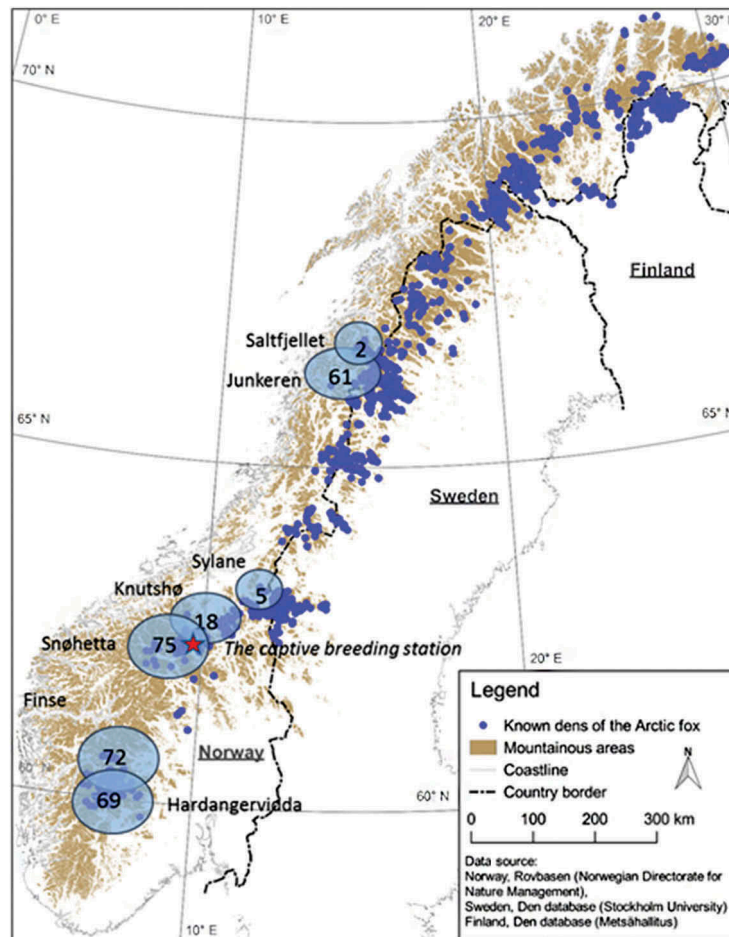 0° E
10° E
20° E
30° E
70° N
Finland
Saltfjellet
2
Junkeren
61
65° N
65° N
Sweden
Sylane
5
Knutshø
18
Snøhetta
75
The captive breeding station
20° E
Finse
Norway
72
60° N
69
Hardangervidda
60° N
10° E
Legend
Known dens of the Arctic fox
Mountainous areas
Coastline
Country border
N
0 100 200 300 km
Data source:
Norway, Rovbasen (Norwegian Directorate for
Nature Management),
Sweden, Den database (Stockholm University)
Finland, Den database (Metsähallitus)